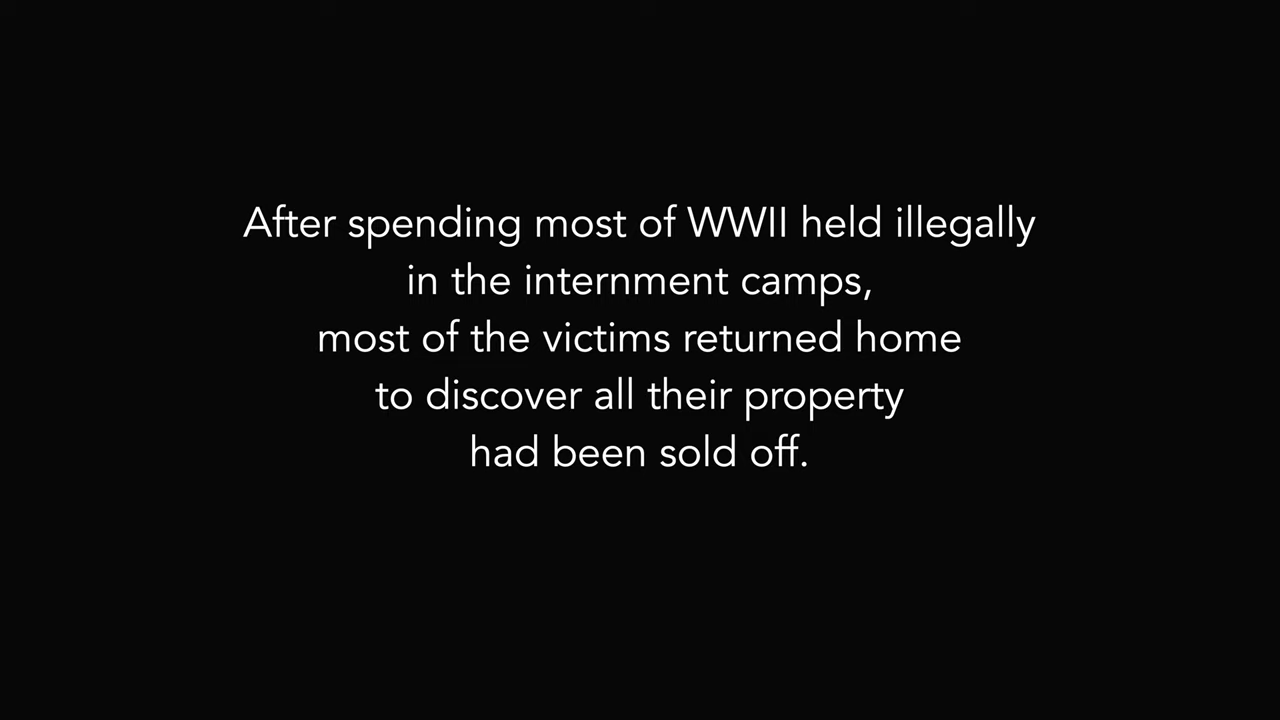 After spending most of WWII held illegally
in the internment camps,
most of the victims returned home
to discover all their property
had been sold off.